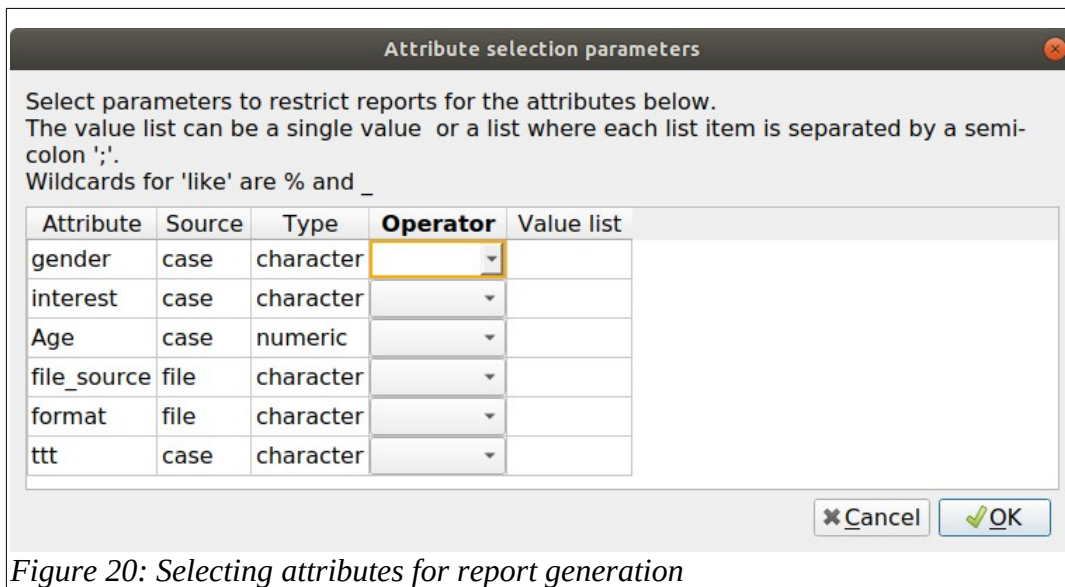 Attribute selection parameters
Select parameters to restrict reports for the attributes below.
The value list can be a single value  or a list where each list item is separated by a semi-
colon ';'.
Wildcards for 'like' are % and _
Attribute Source Type Operator Value list
gender case character
interest case character
Age case numeric
file_source file character
format file character
ttt case character
Cancel OK
Figure 20: Selecting attributes for report generation